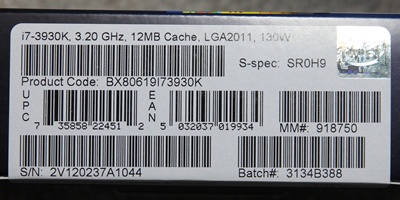 i7-3930K, 3.20 GHz, 12MB Cache, LGA2011, 130W
S-spec: SR0H9
Product Code: BX80619I73930K
UPC
EAN
7 35858 22451 2
5 032037 019934
MM#: 918750
S/N: 2V120237A1044
Batch#: 3134B388